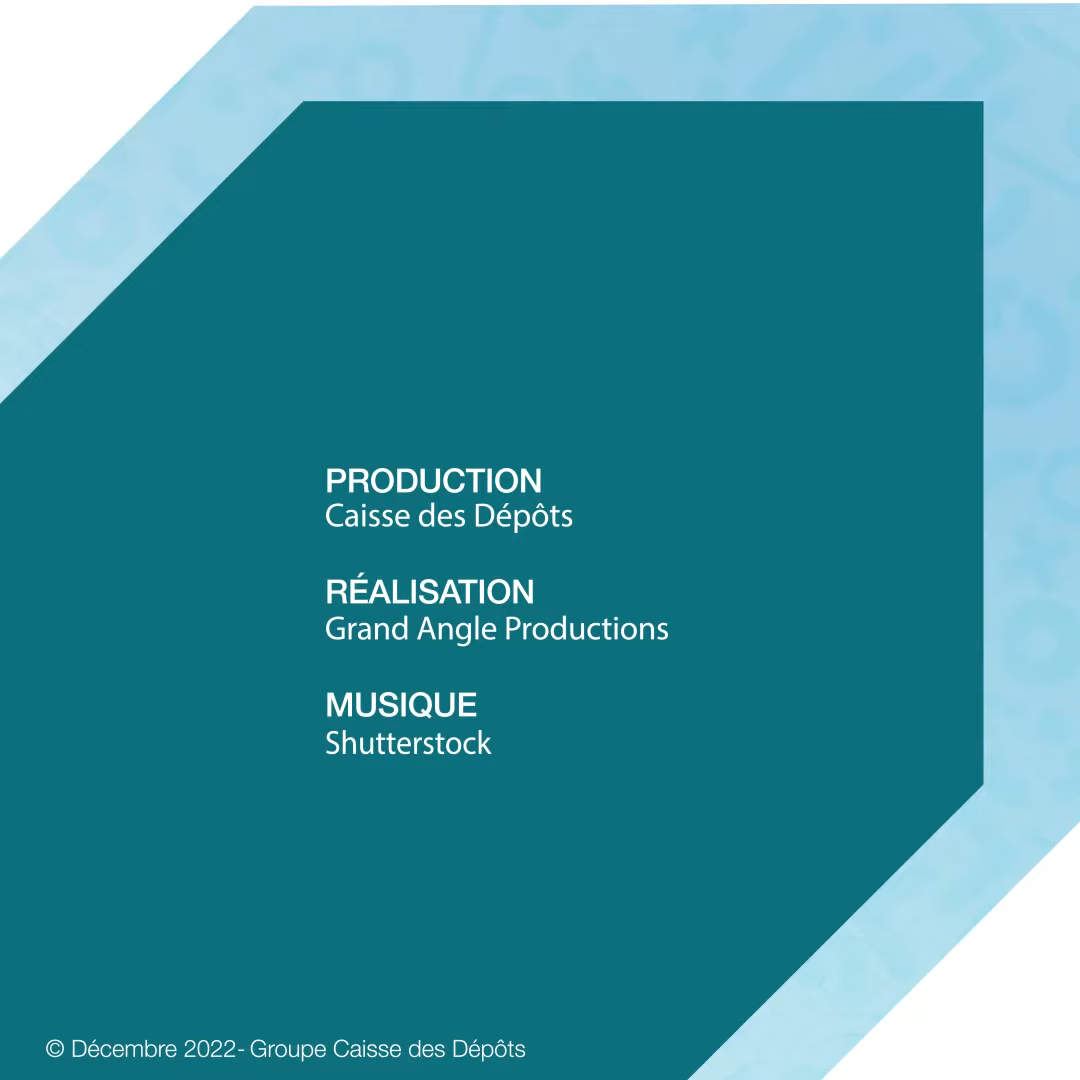 PRODUCTION
Caisse des Dépôts
RÉALISATION
Grand Angle Productions
MUSIQUE
Shutterstock
© Décembre 2022- Groupe Caisse des Dépôts